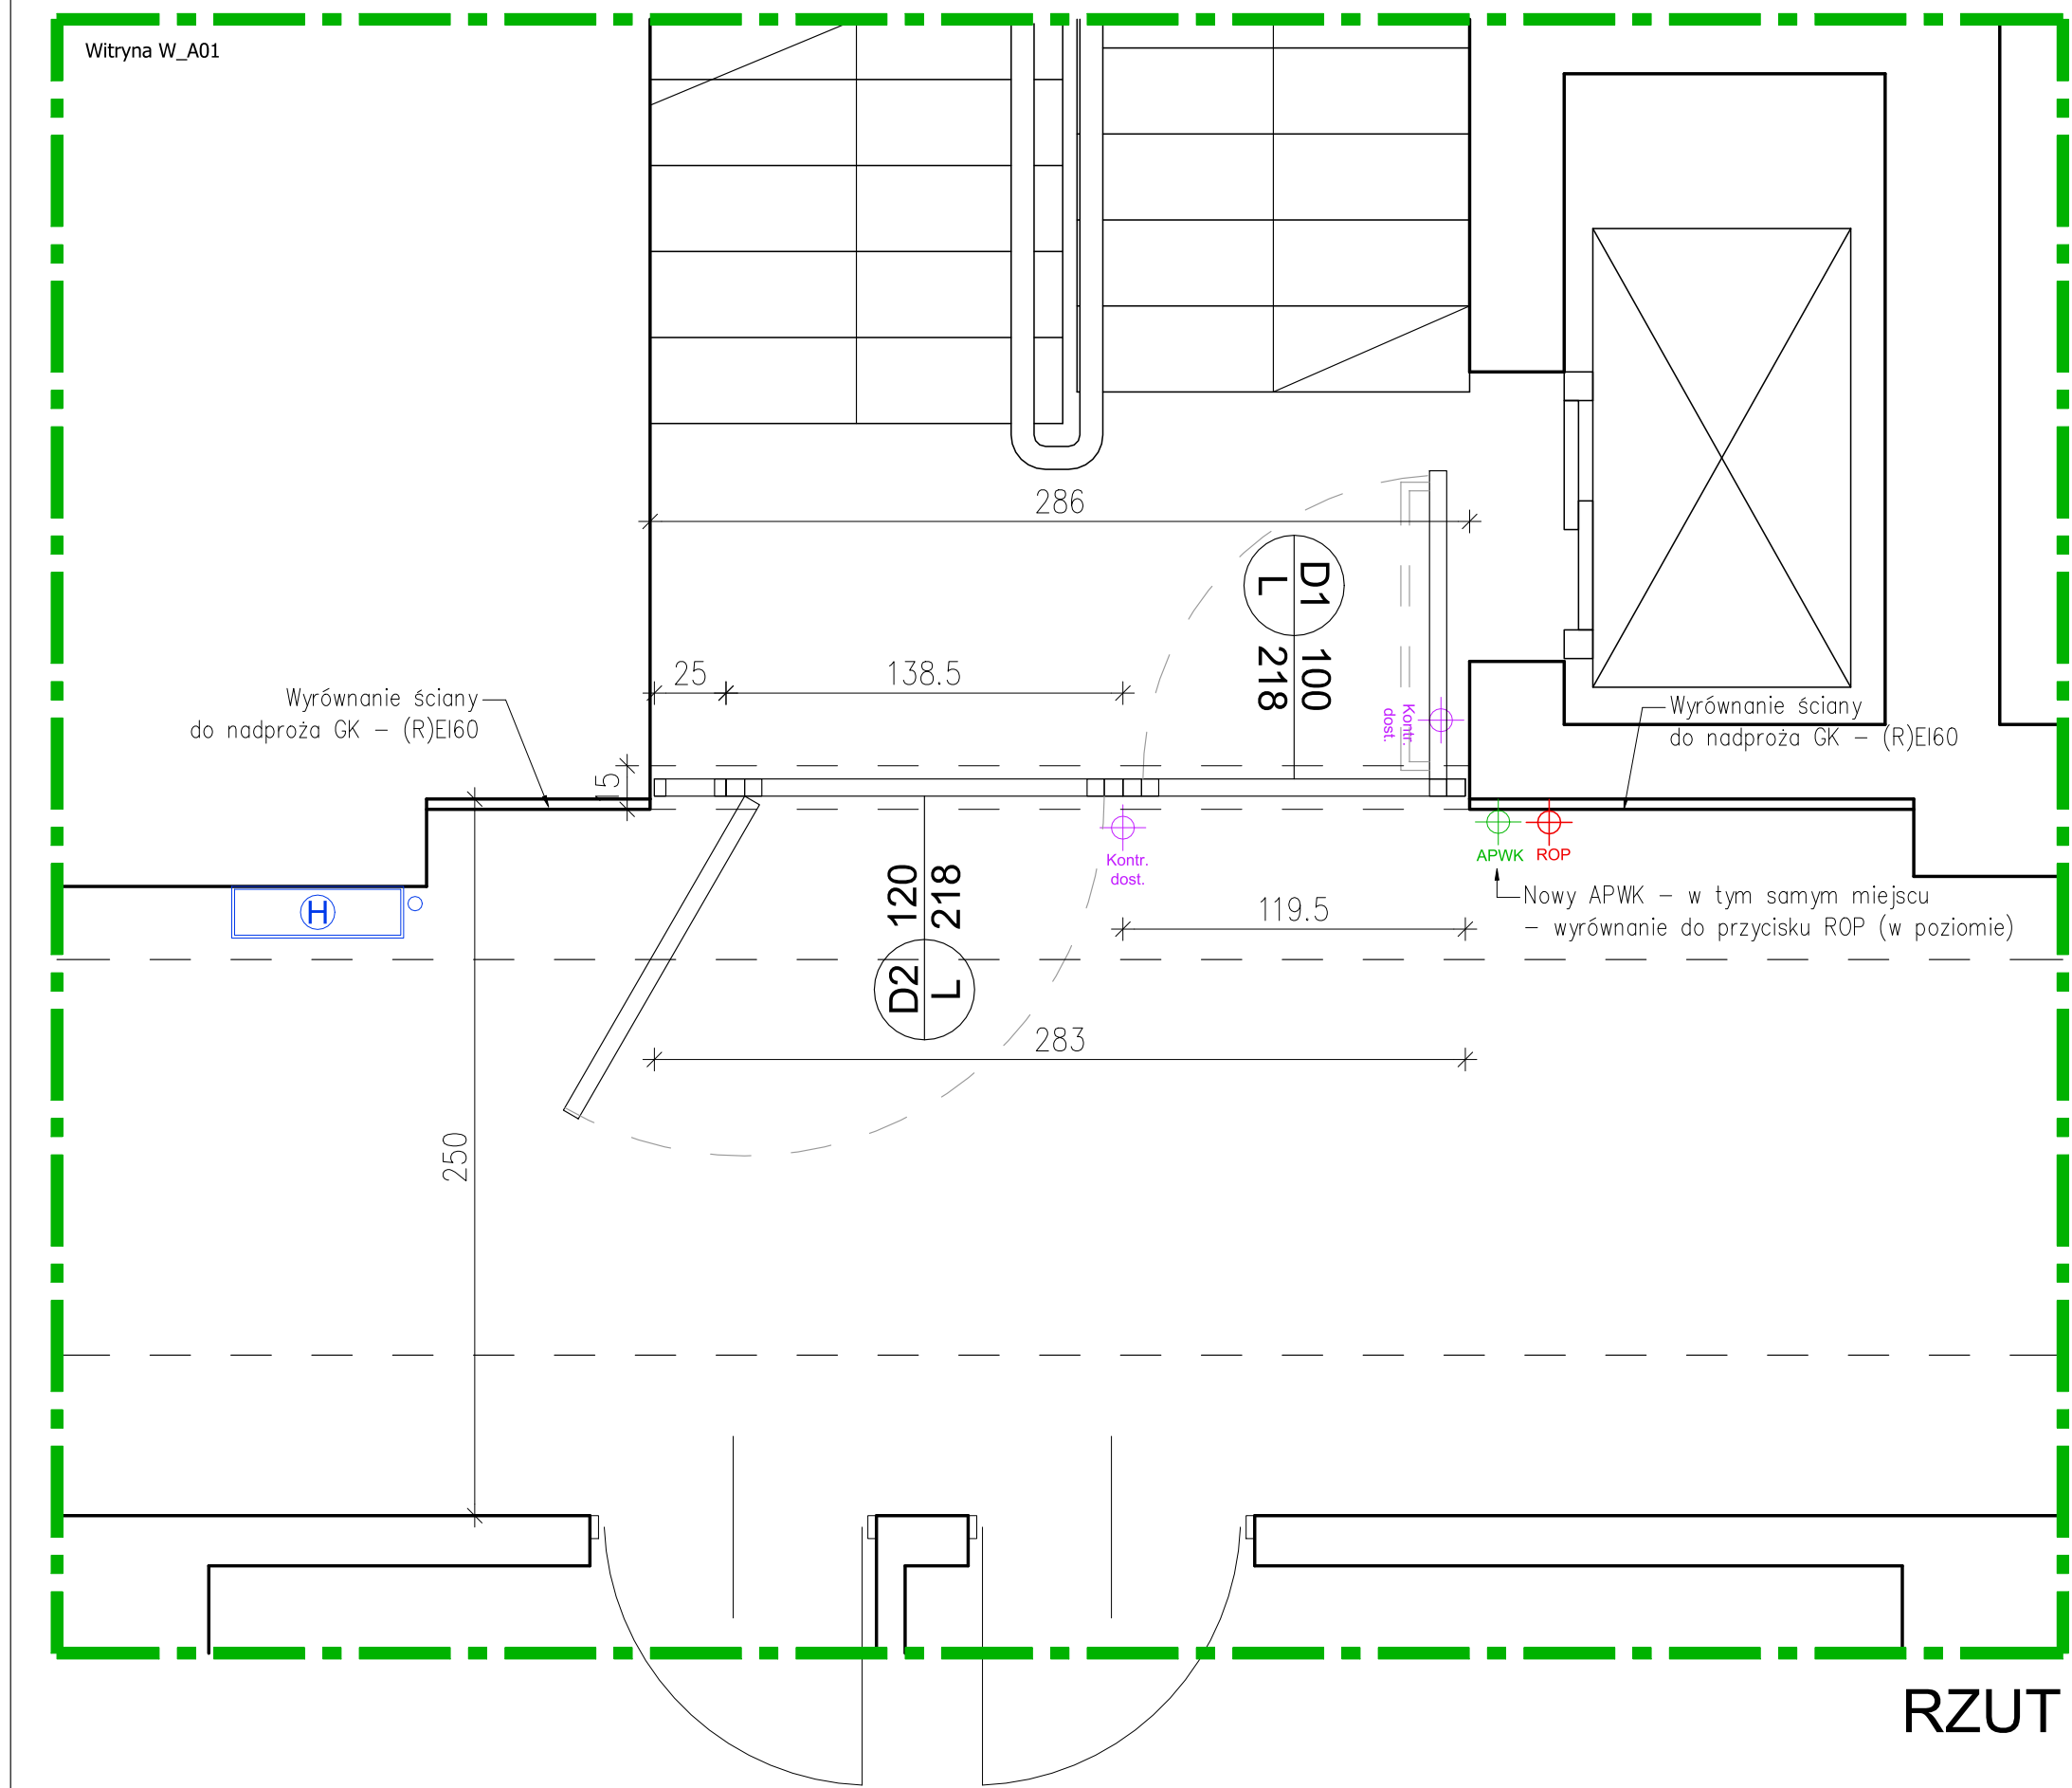 Witryna W_A01
286
D1 100
L 218
25
138.5
Kontr.
dost.
Wyrównanie ściany
do nadproża GK – (R)EI60
Wyrównanie ściany
do nadproża GK – (R)EI60
15
Kontr.
dost.
APWK
ROP
D2 120
L 218
H
119.5
Nowy APWK – w tym samym miejscu
– wyrównanie do przycisku ROP (w poziomie)
283
250
RZUT